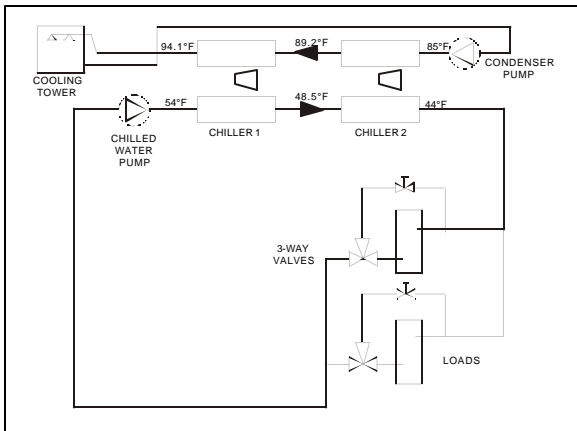 94.1°F
89.2°F
85°F
COOLING
TOWER
CONDENSER
PUMP
54°F
48.5°F
44°F
CHILLER 1
CHILLER 2
CHILLED
WATER
PUMP
3-WAY
VALVES
LOADS